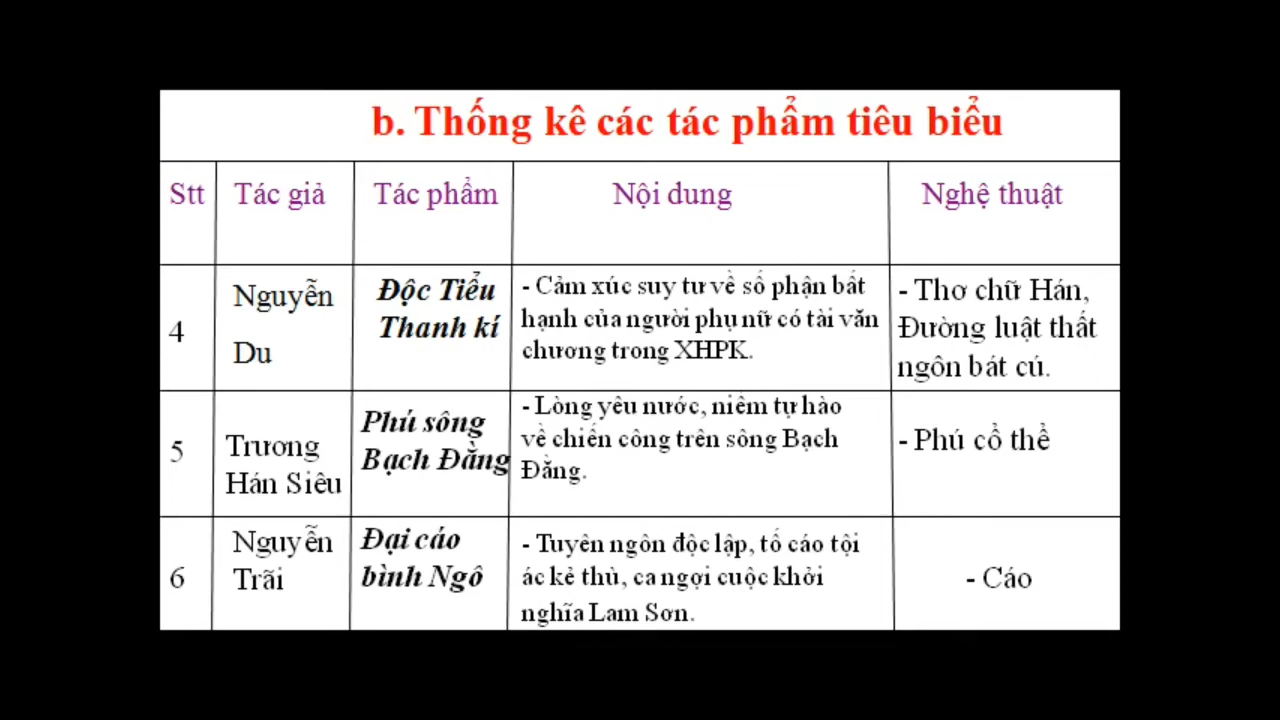 b. Thống kê các tác phẩm tiêu biểu
Stt Tác giả Tác phẩm Nội dung Nghệ thuật
4
Nguyễn
Du
Độc Tiểu
Thanh kí
- Cảm xúc suy tư về số phận bất
hạnh của người phụ nữ có tài văn
chương trong XHPK.
- Thơ chữ Hán,
Đường luật thất
ngôn bát cú.
5
Trương
Hán Siêu
Phú sông
Bạch Đằng
- Lòng yêu nước, niềm tự hào
về chiến công trên sông Bạch
Đằng.
- Phú cổ thể
6
Nguyễn
Trãi
Đại cáo
bình Ngô
- Tuyên ngôn độc lập, tố cáo tội
ác kẻ thù, ca ngợi cuộc khởi
nghĩa Lam Sơn.
- Cáo